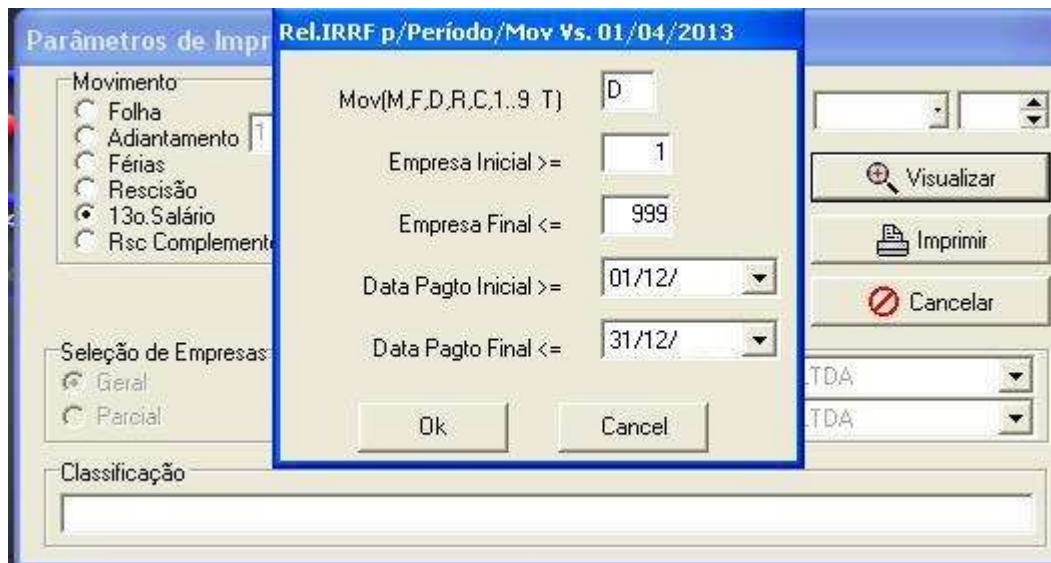 Parâmetros de Impr
Rel.IRRF p/Período/Mov Vs. 01/04/2013
Movimento
Folha
Adiantamento 1
Férias
Rescisão
13o.Salário
Rsc Complemento
Mov(M,F,D,R,C,1..9 T) D
Empresa Inicial >= 1
Empresa Final <= 999
Data Pagto Inicial >= 01/12/
Data Pagto Final <= 31/12/
Ok
Cancel
Visualizar
Imprimir
Cancelar
Seleção de Empresas
Geral
Parcial
LTDA
LTDA
Classificação